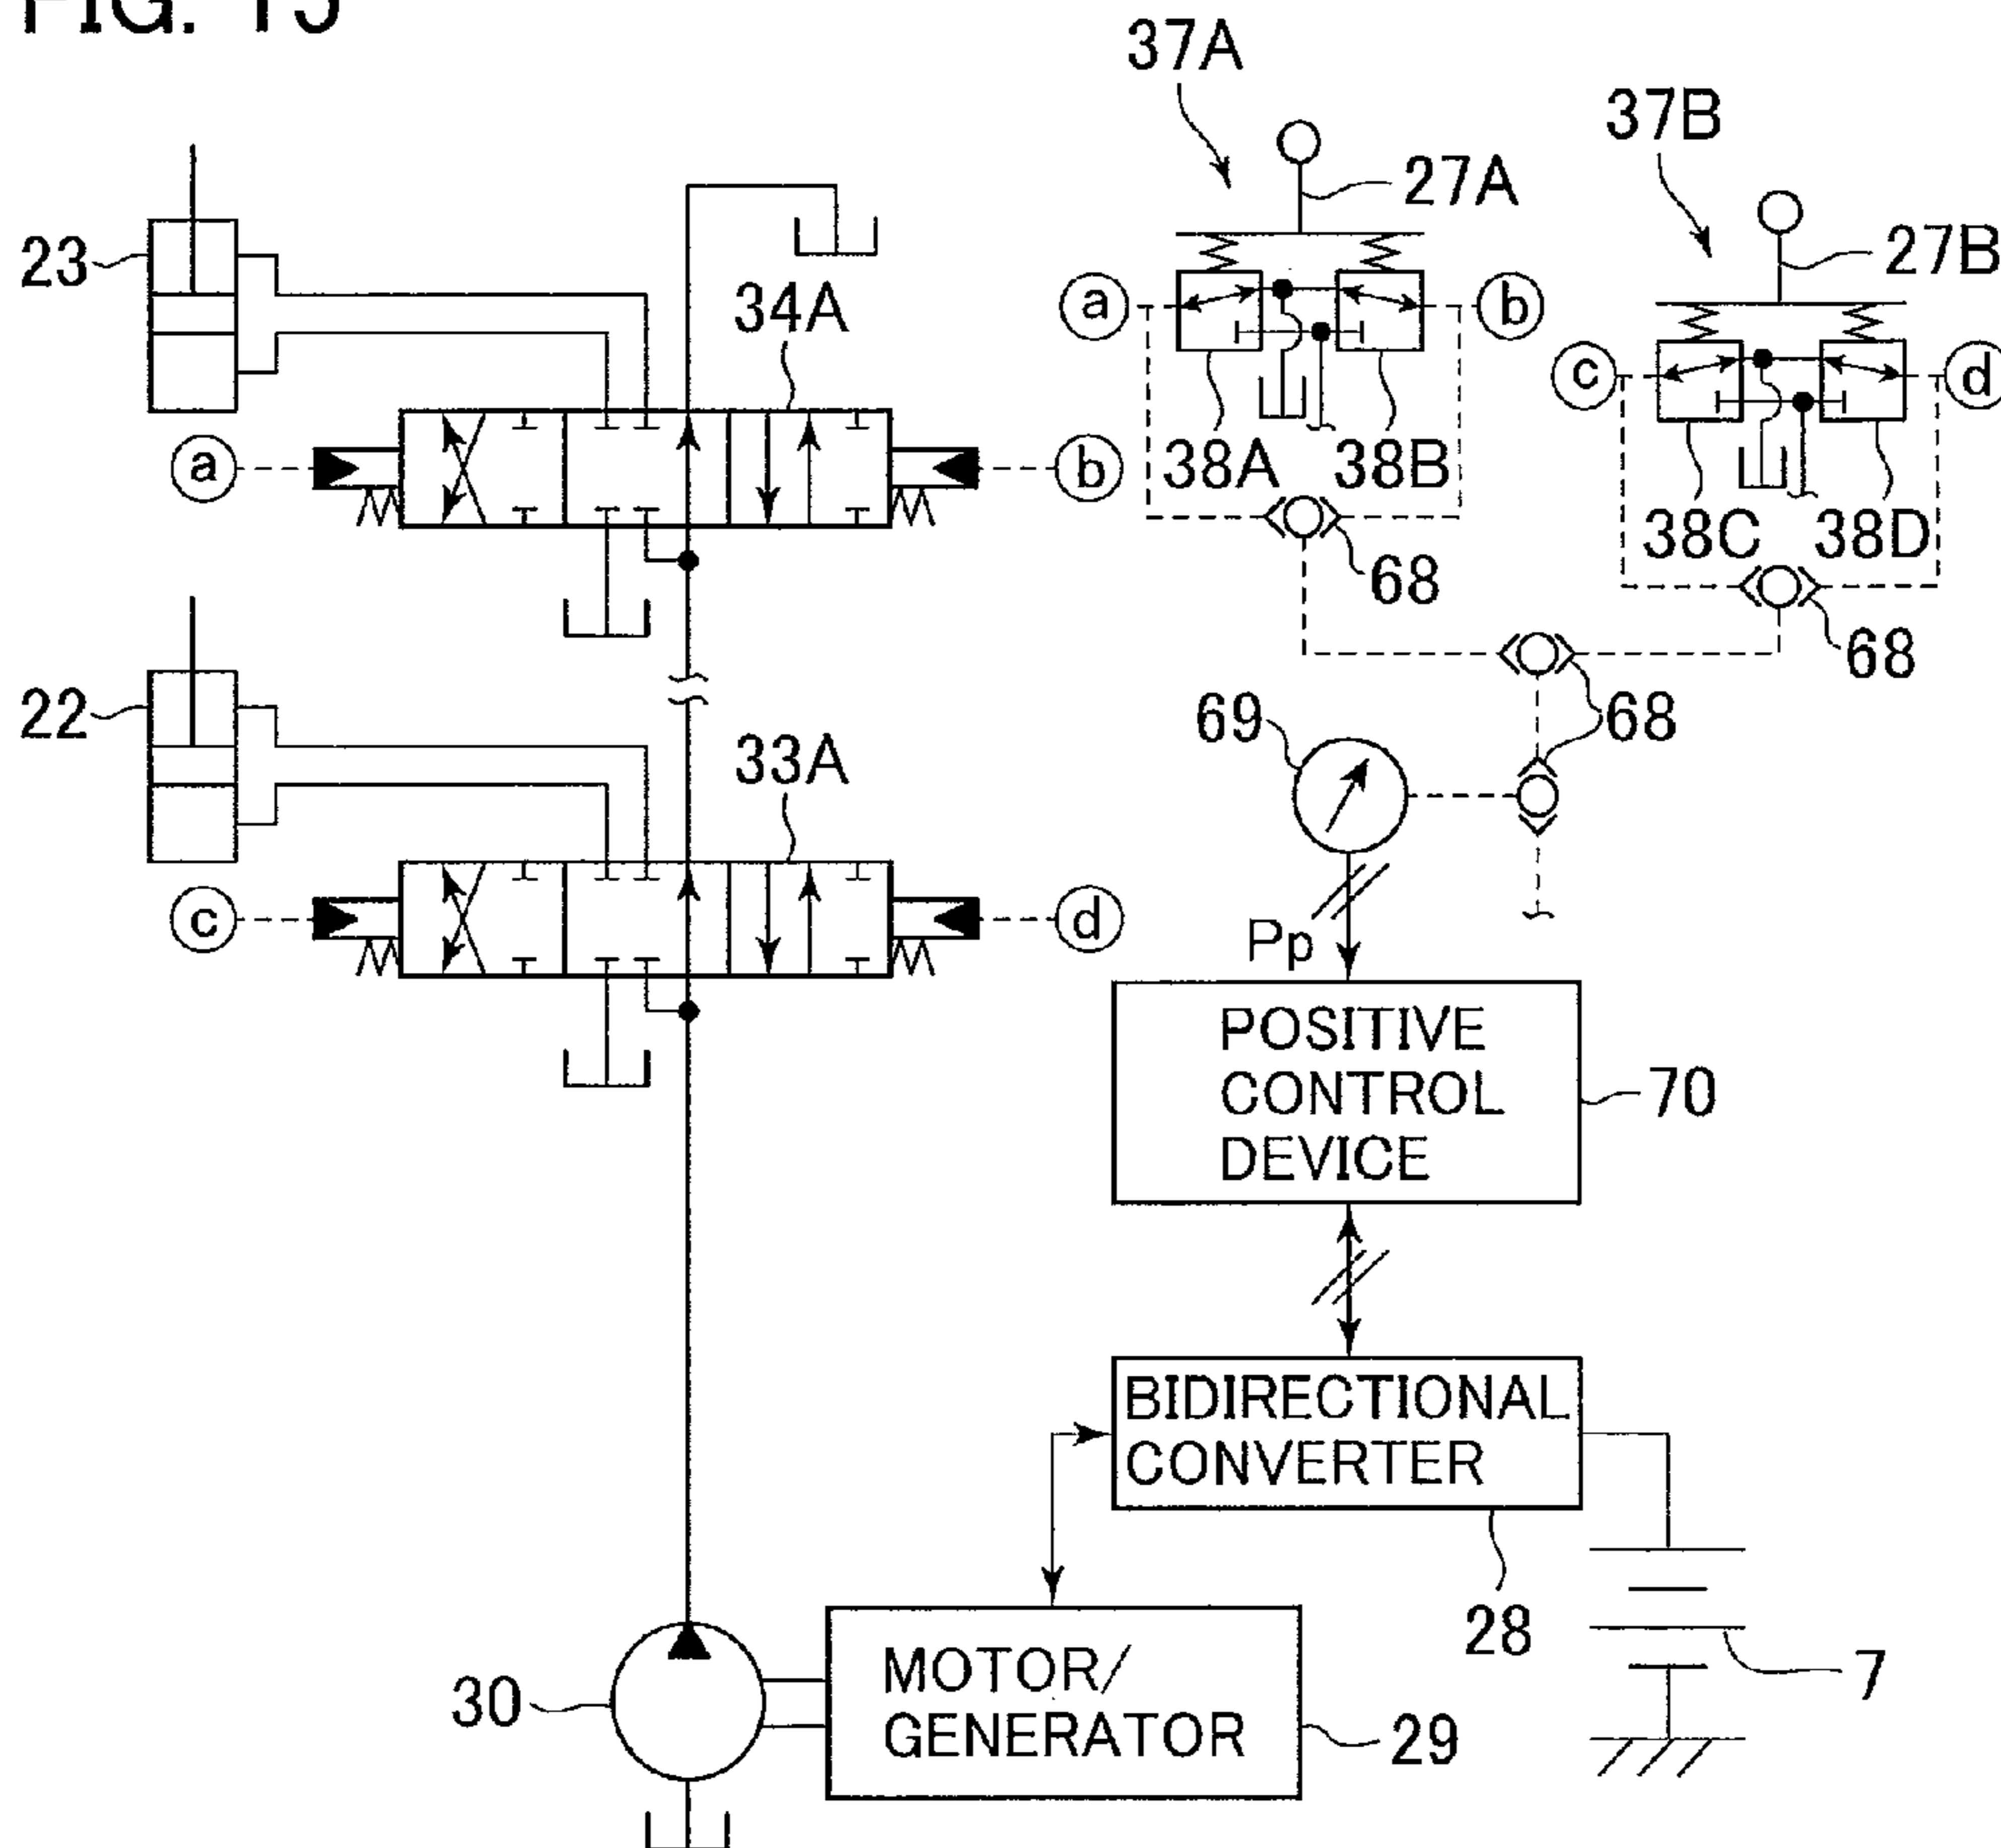 FIG. 15
37A
37B
27A
27B
23
34A
a
b
c
d
a
b
38A
38B
38C
38D
68
68
68
22
33A
69
c
d
Pp
POSITIVE
CONTROL
DEVICE
70
BIDIRECTIONAL
CONVERTER
28
7
30
MOTOR/
GENERATOR
29